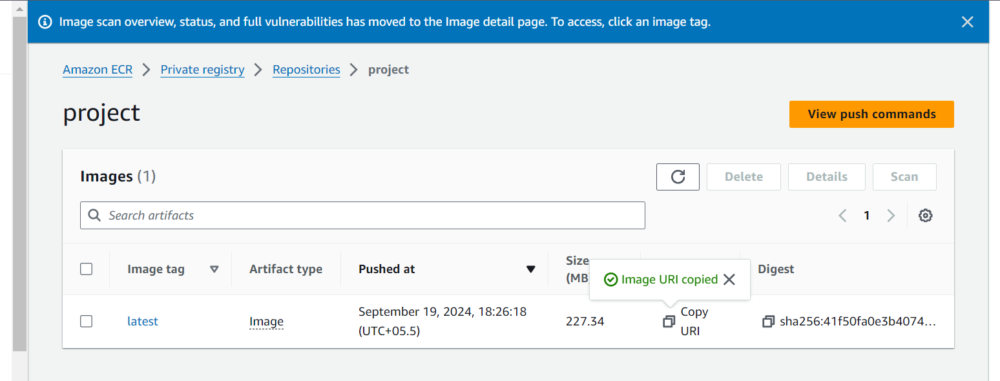 Image scan overview, status, and full vulnerabilities has moved to the Image detail page. To access, click an image tag.
Amazon ECR > Private registry > Repositories > project
project
View push commands
Images (1)
Delete
Details
Scan
Search artifacts
1
Image tag
Artifact type
Pushed at
Size
(MB)
Image URI copied
Digest
latest
Image
September 19, 2024, 18:26:18
(UTC+05.5)
227.34
Copy
URI
sha256:41f50fa0e3b4074...